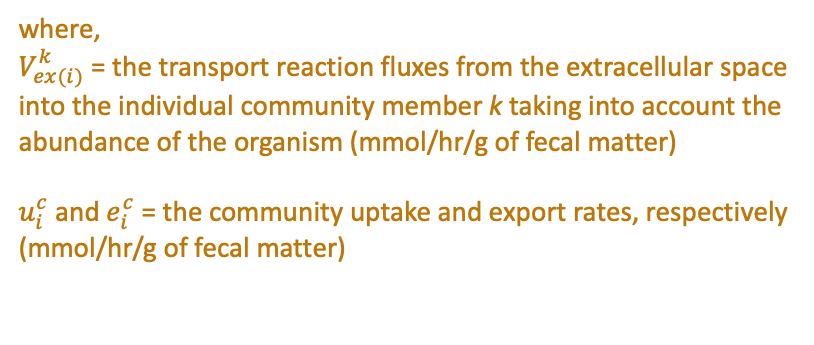 where,
V^k_ex(i) = the transport reaction fluxes from the extracellular space
into the individual community member k taking into account the
abundance of the organism (mmol/hr/g of fecal matter)
u_i^c and e_i^c = the community uptake and export rates, respectively
(mmol/hr/g of fecal matter)